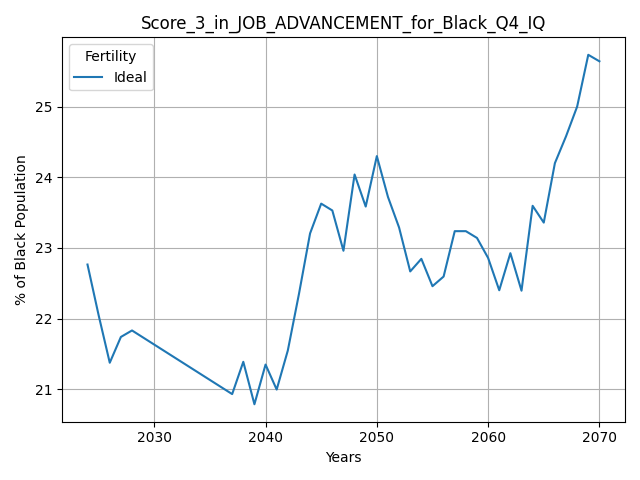 Score_3_in_JOB_ADVANCEMENT_for_Black_Q4_IQ
Fertility
Ideal
25
24
23
22
21
% of Black Population
2030 2040 2050 2060 2070
Years